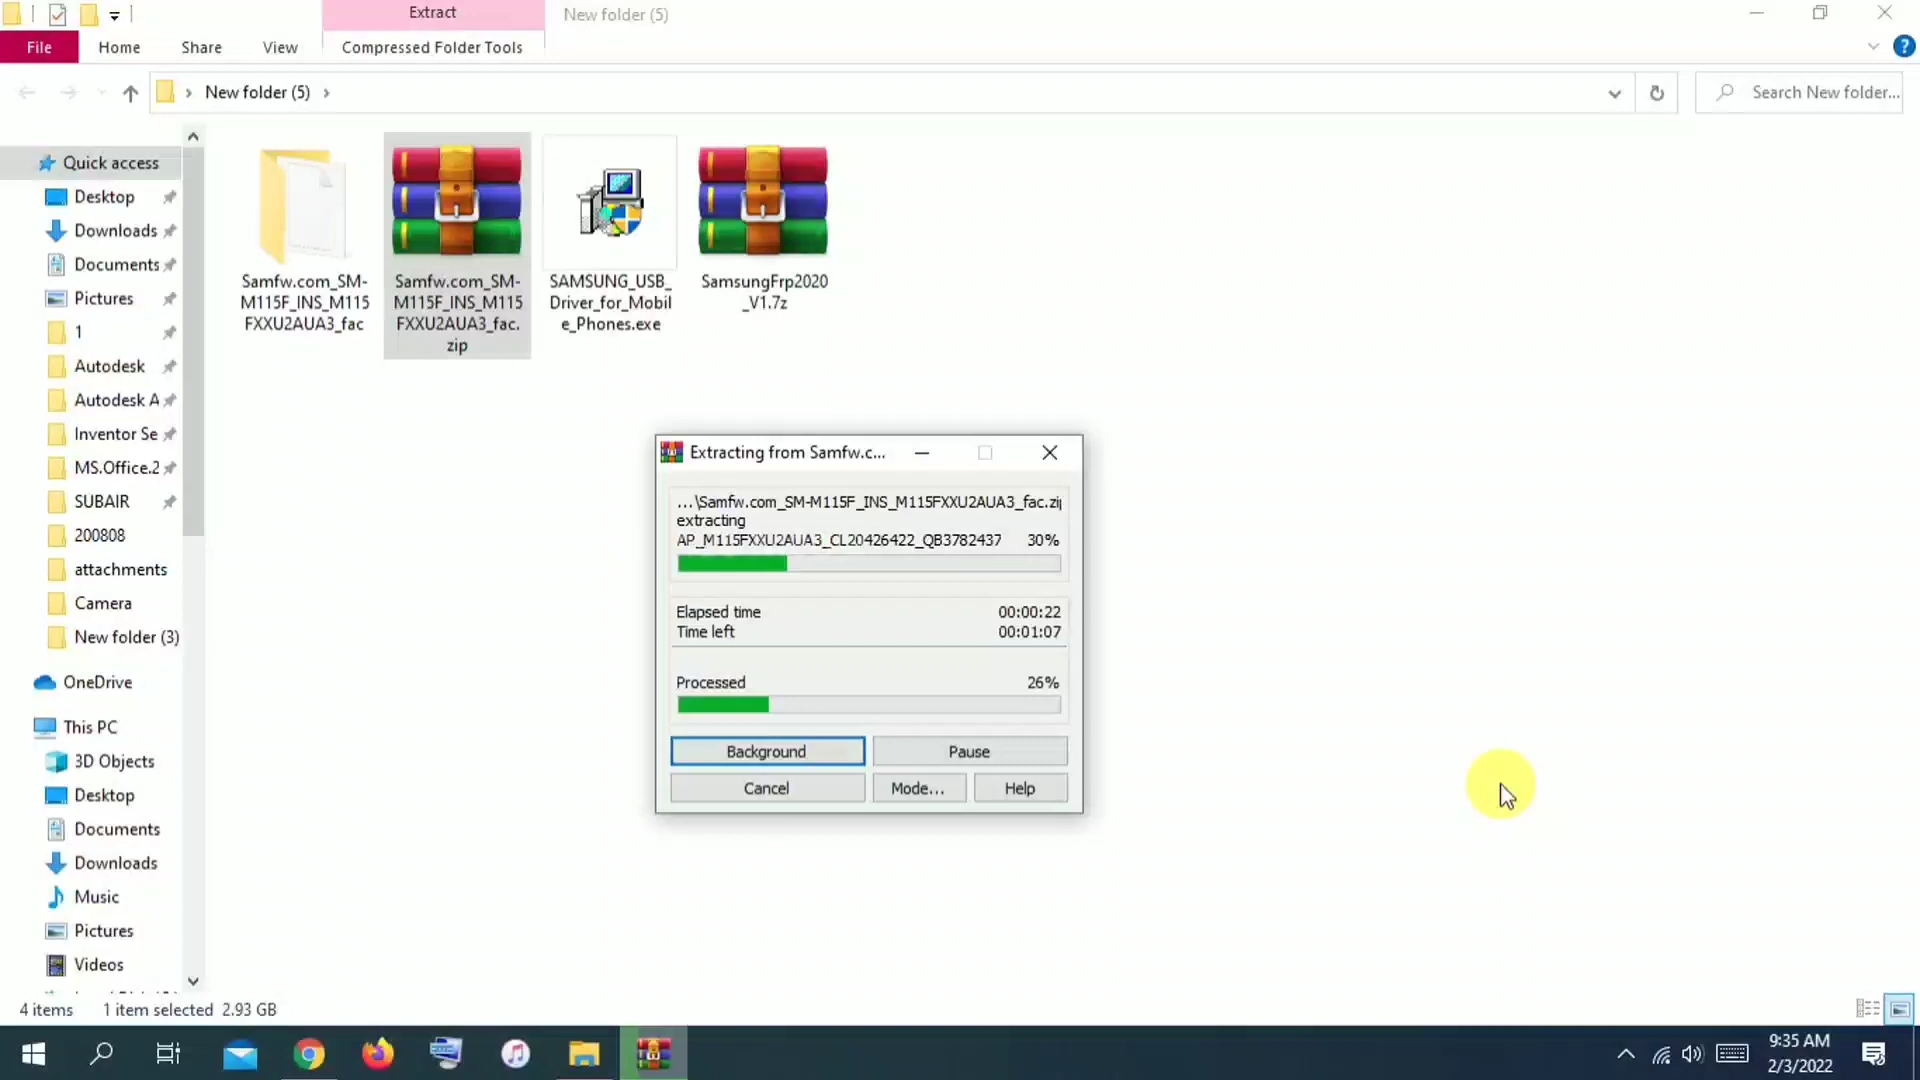 Extract
New folder (5)
File
Home
Share
View
Compressed Folder Tools
New folder (5)
Search New folder...
Quick access
Desktop
Downloads
Documents
Pictures
1
Autodesk
Autodesk A
Inventor Se
MS.Office.2
SUBAIR
200808
attachments
Camera
New folder (3)
OneDrive
This PC
3D Objects
Desktop
Documents
Downloads
Music
Pictures
Videos
Samfw.com_SM-
M115F_INS_M115
FXXU2AUA3_fac
Samfw.com_SM-
M115F_INS_M115
FXXU2AUA3_fac.
zip
SAMSUNG_USB_
Driver_for_Mobil
e_Phones.exe
SamsungFrp2020
_V1.7z
Extracting from Samfw.c...
...\Samfw.com_SM-M115F_INS_M115FXXU2AUA3_fac.zip
extracting
AP_M115FXXU2AUA3_CL20426422_QB3782437 30%
Elapsed time 00:00:22
Time left 00:01:07
Processed 26%
Background
Pause
Cancel
Mode...
Help
4 items 1 item selected 2.93 GB
9:35 AM
2/3/2022